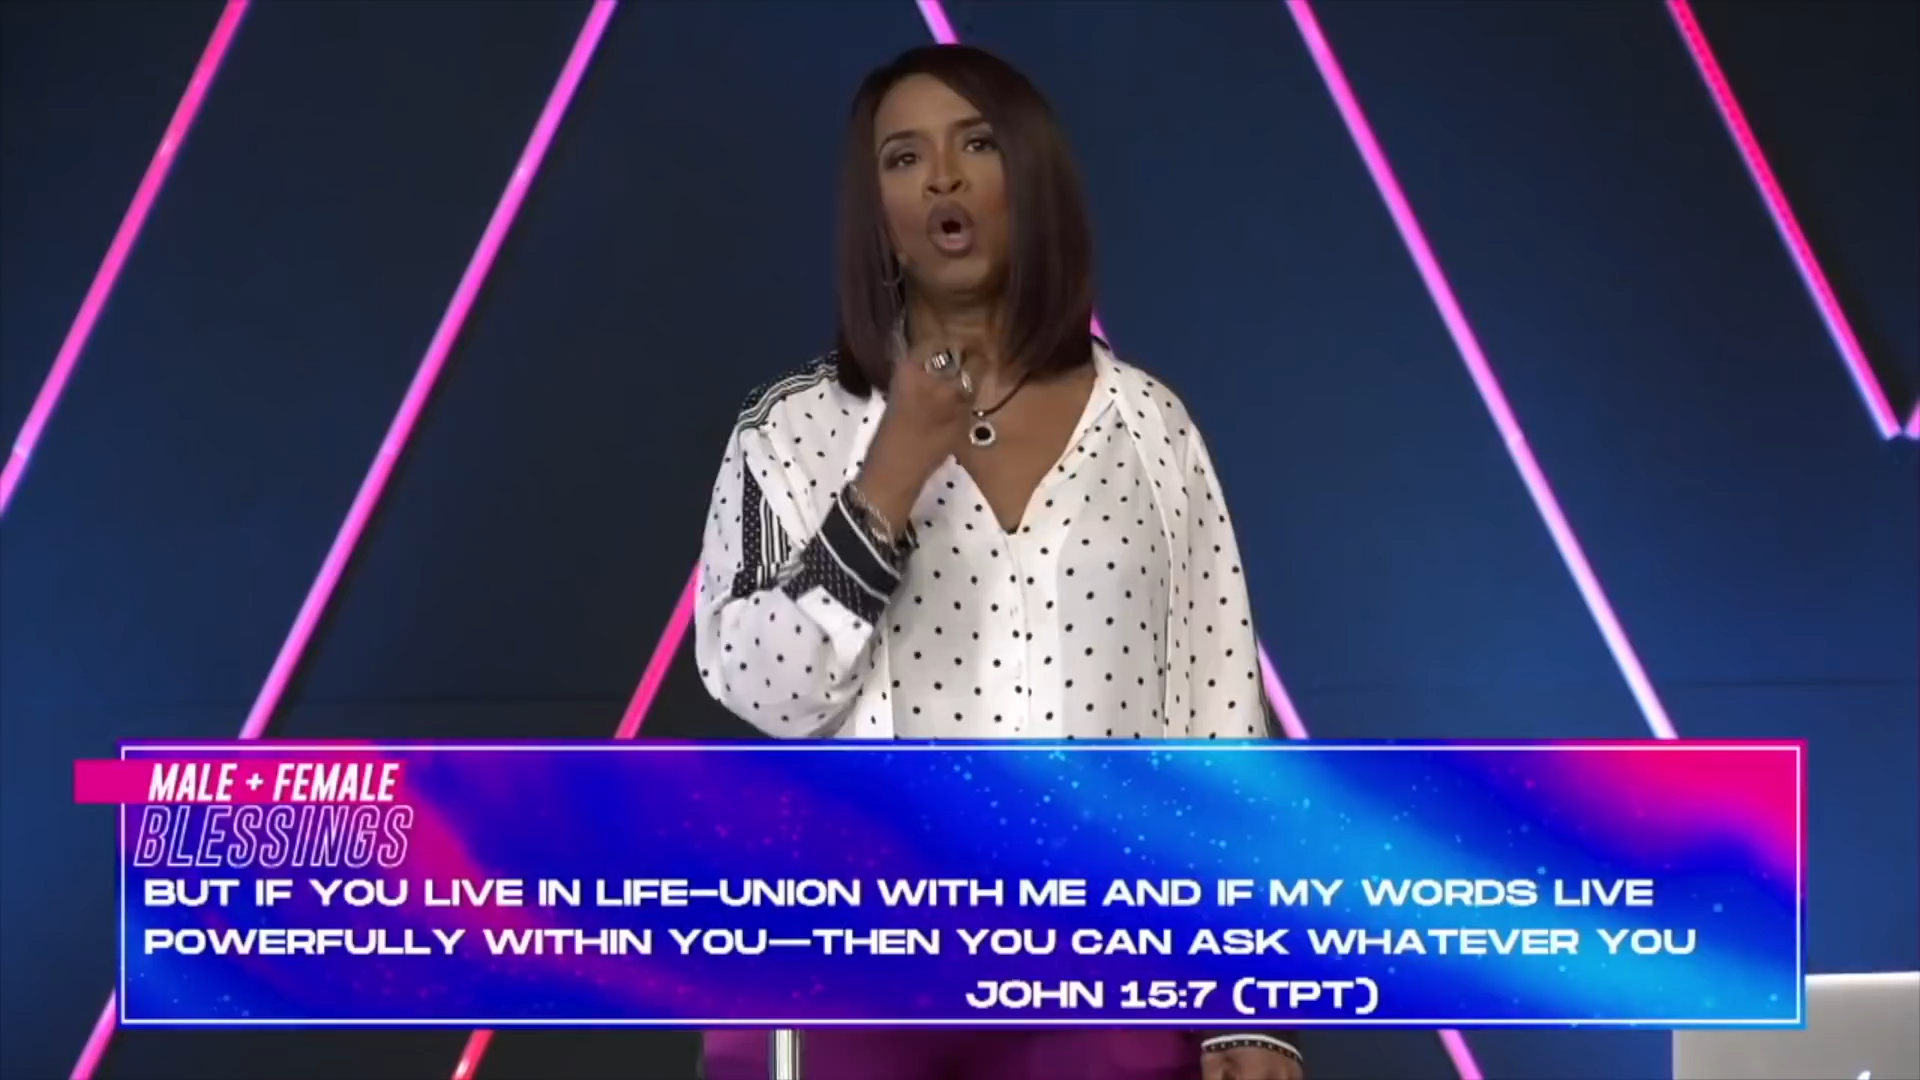 MALE + FEMALE
BLESSINGS
BUT IF YOU LIVE IN LIFE-UNION WITH ME AND IF MY WORDS LIVE
POWERFULLY WITHIN YOU—THEN YOU CAN ASK WHATEVER YOU
JOHN 15:7 (TPT)